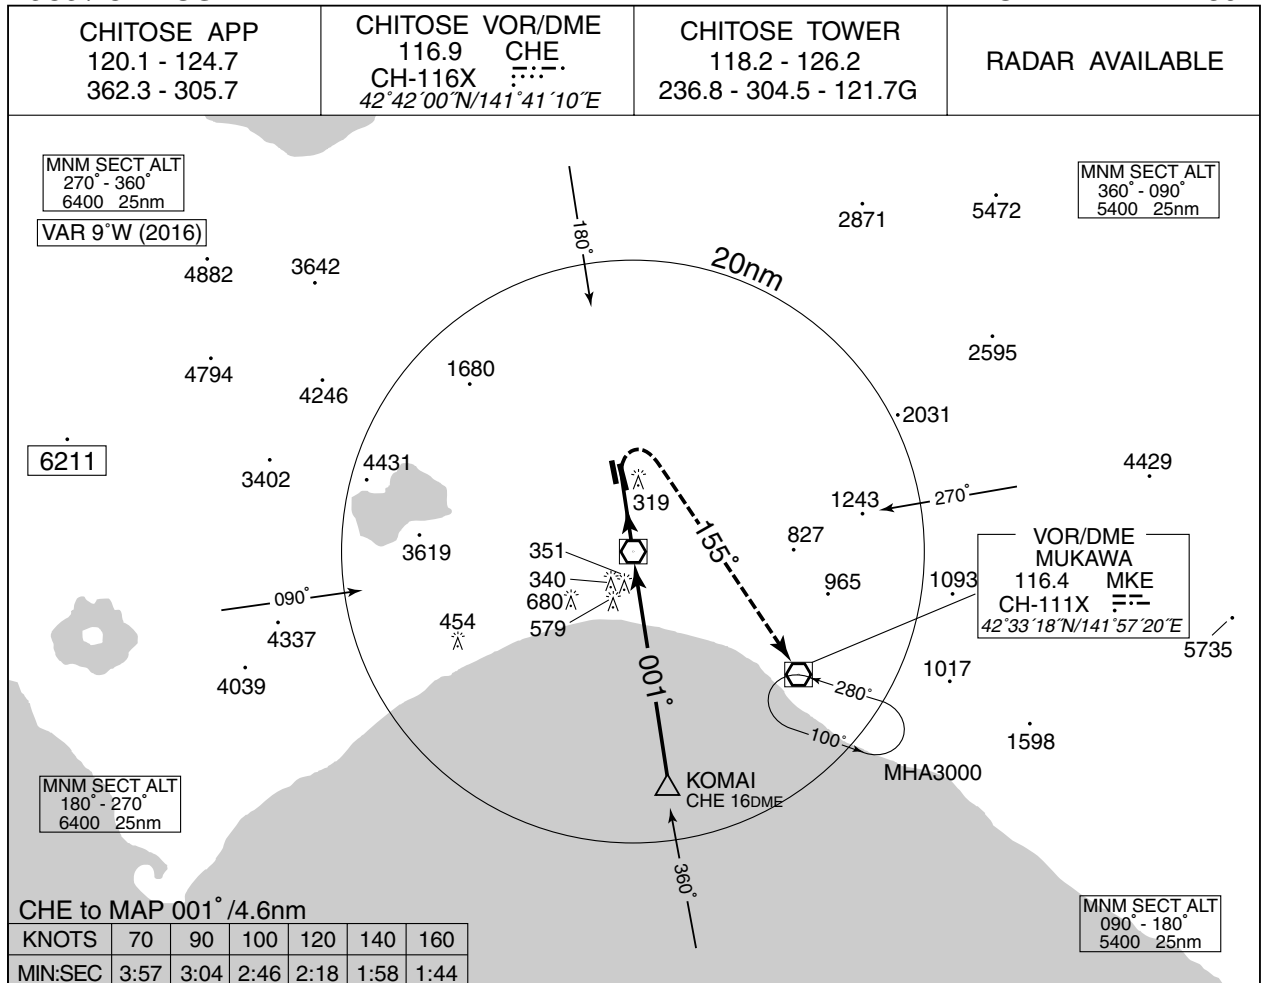 CHITOSE APP
120.1 - 124.7
362.3 - 305.7
CHITOSE VOR/DME
116.9 CHE
CH-116X
42°42´00˝N/141°41´10˝E
CHITOSE TOWER
118.2 - 126.2
236.8 - 304.5 - 121.7G
RADAR AVAILABLE
MNM SECT ALT
270° - 360°
6400 25nm
VAR 9°W (2016)
MNM SECT ALT
360° - 090°
5400 25nm
180°
2871
5472
20nm
4882
3642
4794
4246
1680
2595
2031
6211
3402
4431
319
1243
270°
4429
3619
351
340
680
579
827
155°
965
1093
VOR/DME
MUKAWA
116.4 MKE
CH-111X
42°33´18˝N/141°57´20˝E
090°
4337
454
5735
4039
001°
1017
280°
100°
1598
MHA3000
KOMAI
CHE 16DME
MNM SECT ALT
180° - 270°
6400 25nm
360°
MNM SECT ALT
090° - 180°
5400 25nm
CHE to MAP 001°/4.6nm
KNOTS 70 90 100 120 140 160
MIN:SEC 3:57 3:04 2:46 2:18 1:58 1:44